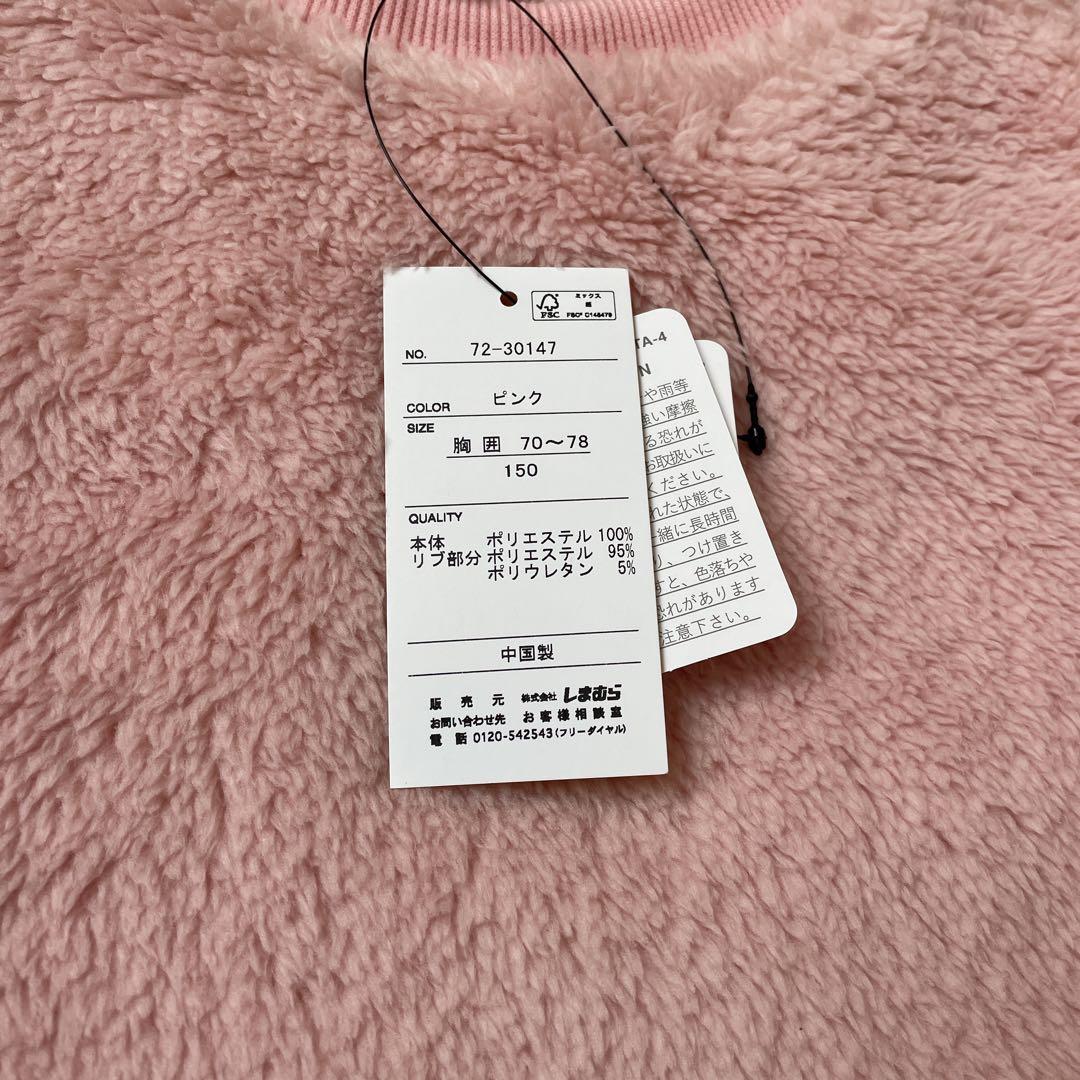 ミックス
紙
FSC
FSC® C148479
NO. 72-30147
COLOR ピンク
SIZE
胸囲 70〜78
150
QUALITY
本体 ポリエステル 100%
リブ部分 ポリエステル 95%
ポリウレタン 5%
中国製
販売元 株式会社 しまむら
お問い合わせ先 お客様相談室
電話 0120-542543(フリーダイヤル)
TA-4
N
や雨等
強い摩擦
る恐れが
お取扱いに
ください。
れた状態で、
緒に長時間
り、つけ置き
すと、色落ちや
恐れがあります
注意下さい。